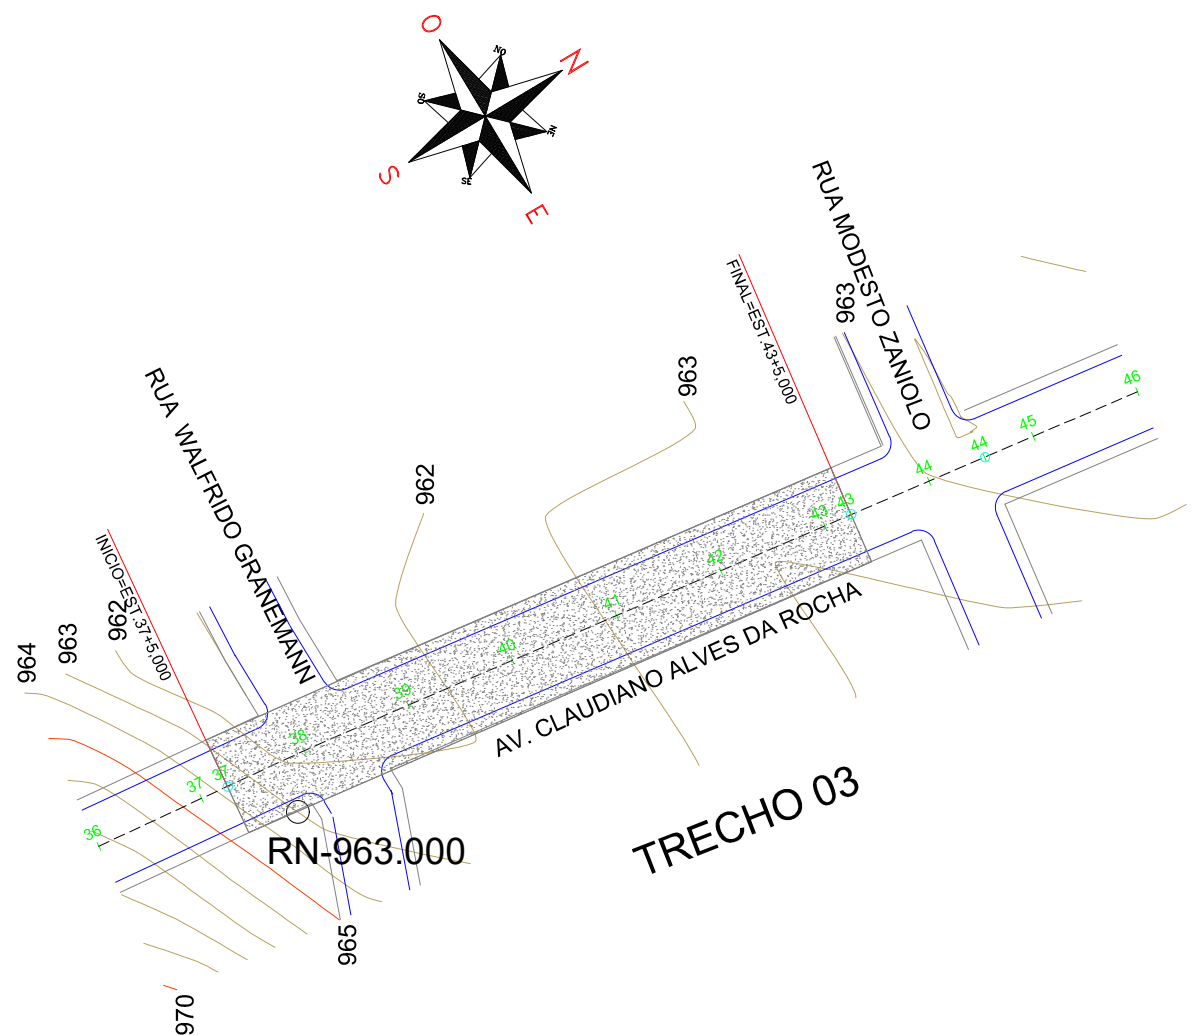 O
NO
N
SO
NE
S
SE
E
RUA MODESTO ZANIOLO
FINAL=EST.43+5,000
963
963
962
RUA WALFRIDO GRANEMANN
INICIO=EST.37+5,000
962
963
964
46
45
44
44
43
43
42
41
40
39
38
37
37
36
AV. CLAUDIANO ALVES DA ROCHA
TRECHO 03
RN-963.000
965
970